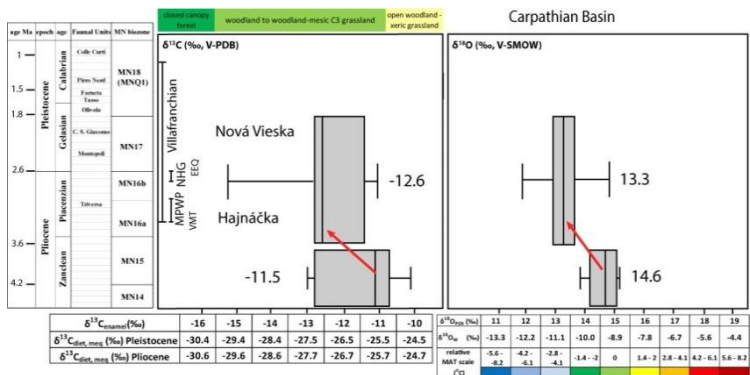 Carpathian Basin
closed canopy woodland to woodland-mesic C3 grassland open woodland -
forest xeric grassland
age Ma epoch age Faunal Units MN biozone
δ¹³C (‰, V-PDB) δ¹⁸O (‰, V-SMOW)
1
1.5
1.8
2.6
3.6
4.2
Pleistocene
Pliocene
Calabrian
Gelasian
Piacenzian
Zanclean
Colle Curti
Pirro Nord
Farneta
Tasso
Olivola
C. S. Giacomo
Montopoli
Triversa
MN18
(MNQ1)
MN17
MN16b
MN16a
MN15
MN14
Villafranchian
NHG
EEQ
MPWP
VMT
Nová Vieska
Hajnáčka
-12.6
-11.5
13.3
14.6
δ¹³Cenamel(‰) -16 -15 -14 -13 -12 -11 -10
δ¹³Cdiet, meq (‰) Pleistocene -30.4 -29.4 -28.4 -27.5 -26.5 -25.5 -24.5
δ¹³Cdiet, meq (‰) Pliocene -30.6 -29.6 -28.6 -27.7 -26.7 -25.7 -24.7
(‰) 11 12 13 14 15 16 17 18 19
δ¹⁸Ow (‰) -13.3 -12.2 -11.1 -10.0 -8.9 -7.8 -6.7 -5.6 -4.4
relative MAT scale -5.6 - -8.2 -4.2 - -6.1 -2.8 - -4.1 -1.4 - -2 0 1.4 - 2 2.8 - 4.1 4.2 - 6.1 5.6 - 8.2